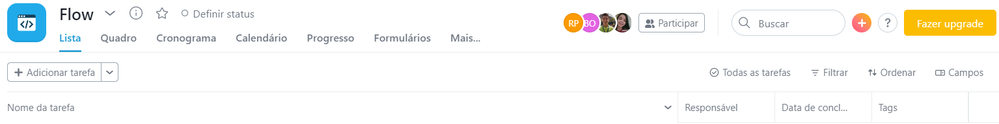 Flow
Definir status
RP
BO
Participar
Buscar
?
Fazer upgrade
Lista
Quadro
Cronograma
Calendário
Progresso
Formulários
Mais...
Adicionar tarefa
Todas as tarefas
Filtrar
Ordenar
Campos
Nome da tarefa
Responsável
Data de concl...
Tags